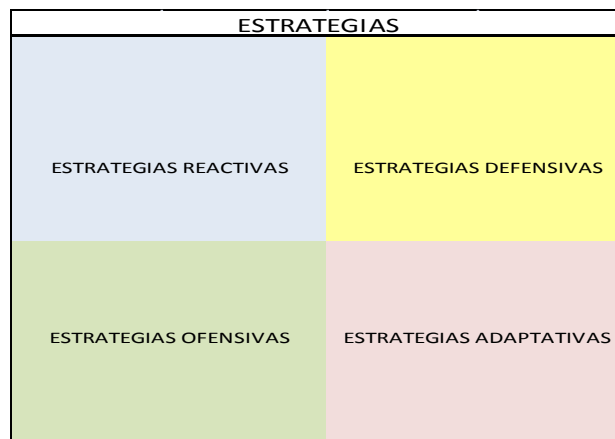 ESTRATEGIAS
ESTRATEGIAS REACTIVAS
ESTRATEGIAS DEFENSIVAS
ESTRATEGIAS OFENSIVAS
ESTRATEGIAS ADAPTATIVAS